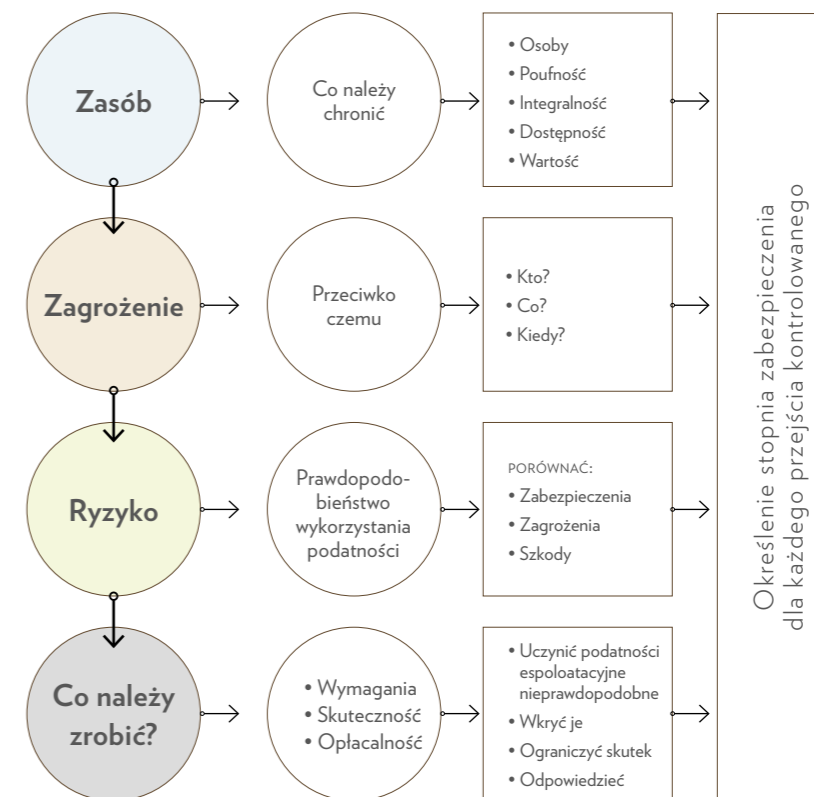 Zasób
Co należy
chronić
• Osoby
• Poufność
• Integralność
• Dostępność
• Wartość
Zagrożenie
Przeciwko
czemu
• Kto?
• Co?
• Kiedy?
Ryzyko
Prawdopodo-
bieństwo
wykorzystania
podatności
PORÓWNAĆ:
• Zabezpieczenia
• Zagrożenia
• Szkody
Co należy
zrobić?
• Wymagania
• Skuteczność
• Opłacalność
• Uczynić podatności
espoloatacyjne
nieprawdopodobne
• Wkryć je
• Ograniczyć skutek
• Odpowiedzieć
Określenie stopnia zabezpieczenia
dla każdego przejścia kontrolowanego